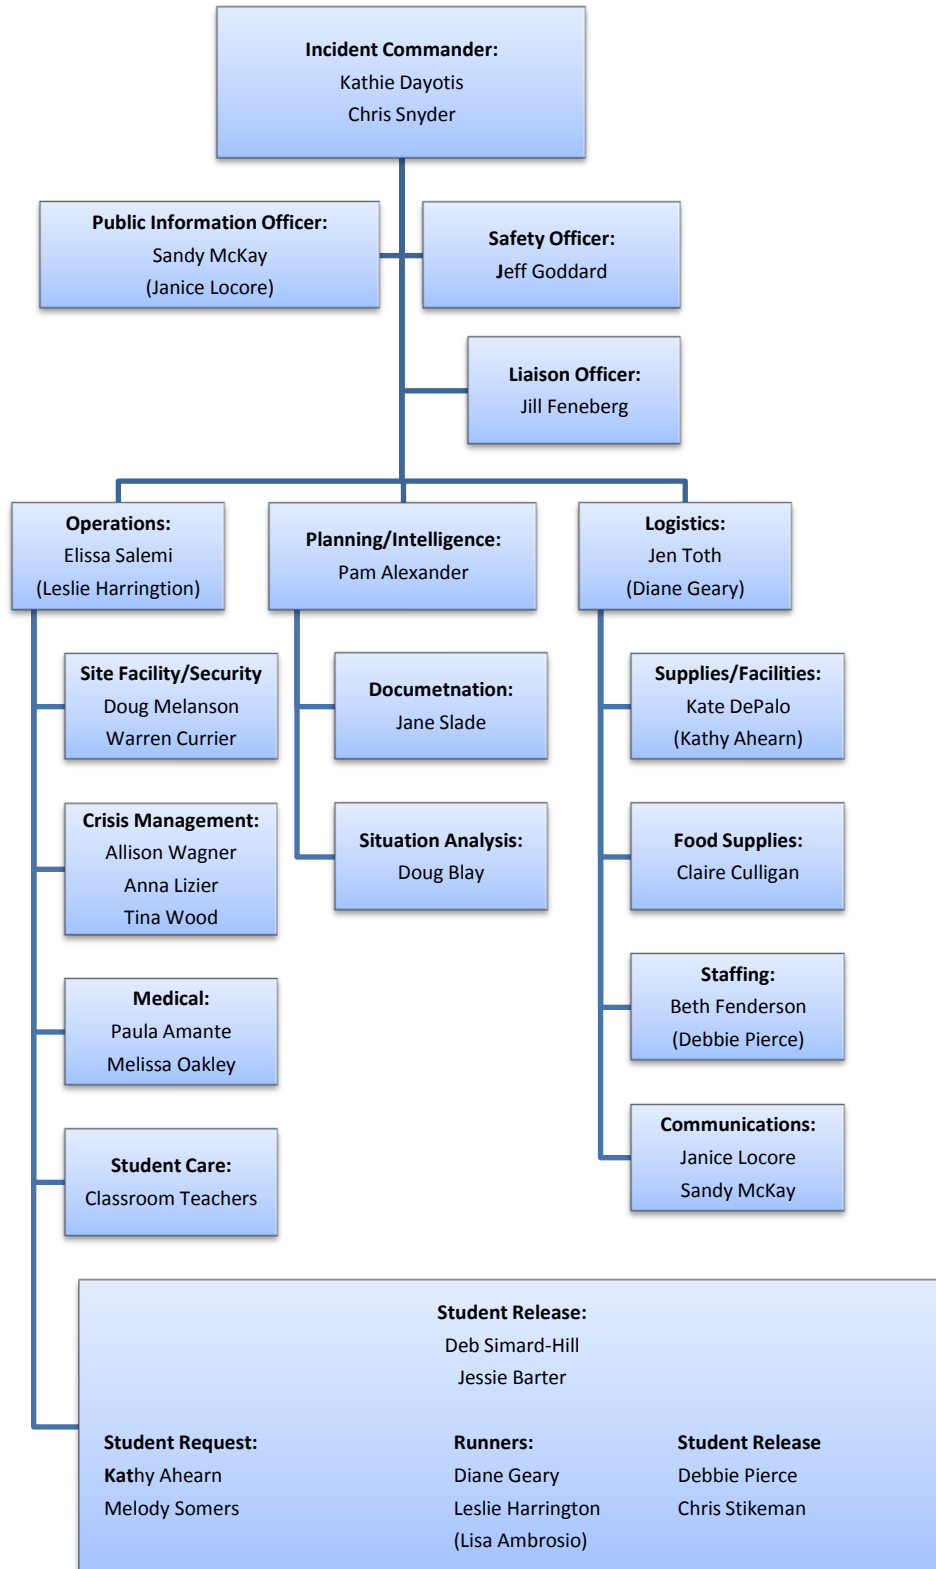 Incident Commander:
Kathie Dayotis
Chris Snyder
Public Information Officer:
Sandy McKay
(Janice Locore)
Safety Officer:
Jeff Goddard
Liaison Officer:
Jill Feneberg
Operations:
Elissa Salemi
(Leslie Harringtion)
Planning/Intelligence:
Pam Alexander
Logistics:
Jen Toth
(Diane Geary)
Site Facility/Security
Doug Melanson
Warren Currier
Documetnation:
Jane Slade
Supplies/Facilities:
Kate DePalo
(Kathy Ahearn)
Crisis Management:
Allison Wagner
Anna Lizier
Tina Wood
Situation Analysis:
Doug Blay
Food Supplies:
Claire Culligan
Medical:
Paula Amante
Melissa Oakley
Staffing:
Beth Fenderson
(Debbie Pierce)
Student Care:
Classroom Teachers
Communications:
Janice Locore
Sandy McKay
Student Release:
Deb Simard-Hill
Jessie Barter
Student Request:
Kathy Ahearn
Melody Somers
Runners:
Diane Geary
Leslie Harrington
(Lisa Ambrosio)
Student Release
Debbie Pierce
Chris Stikeman